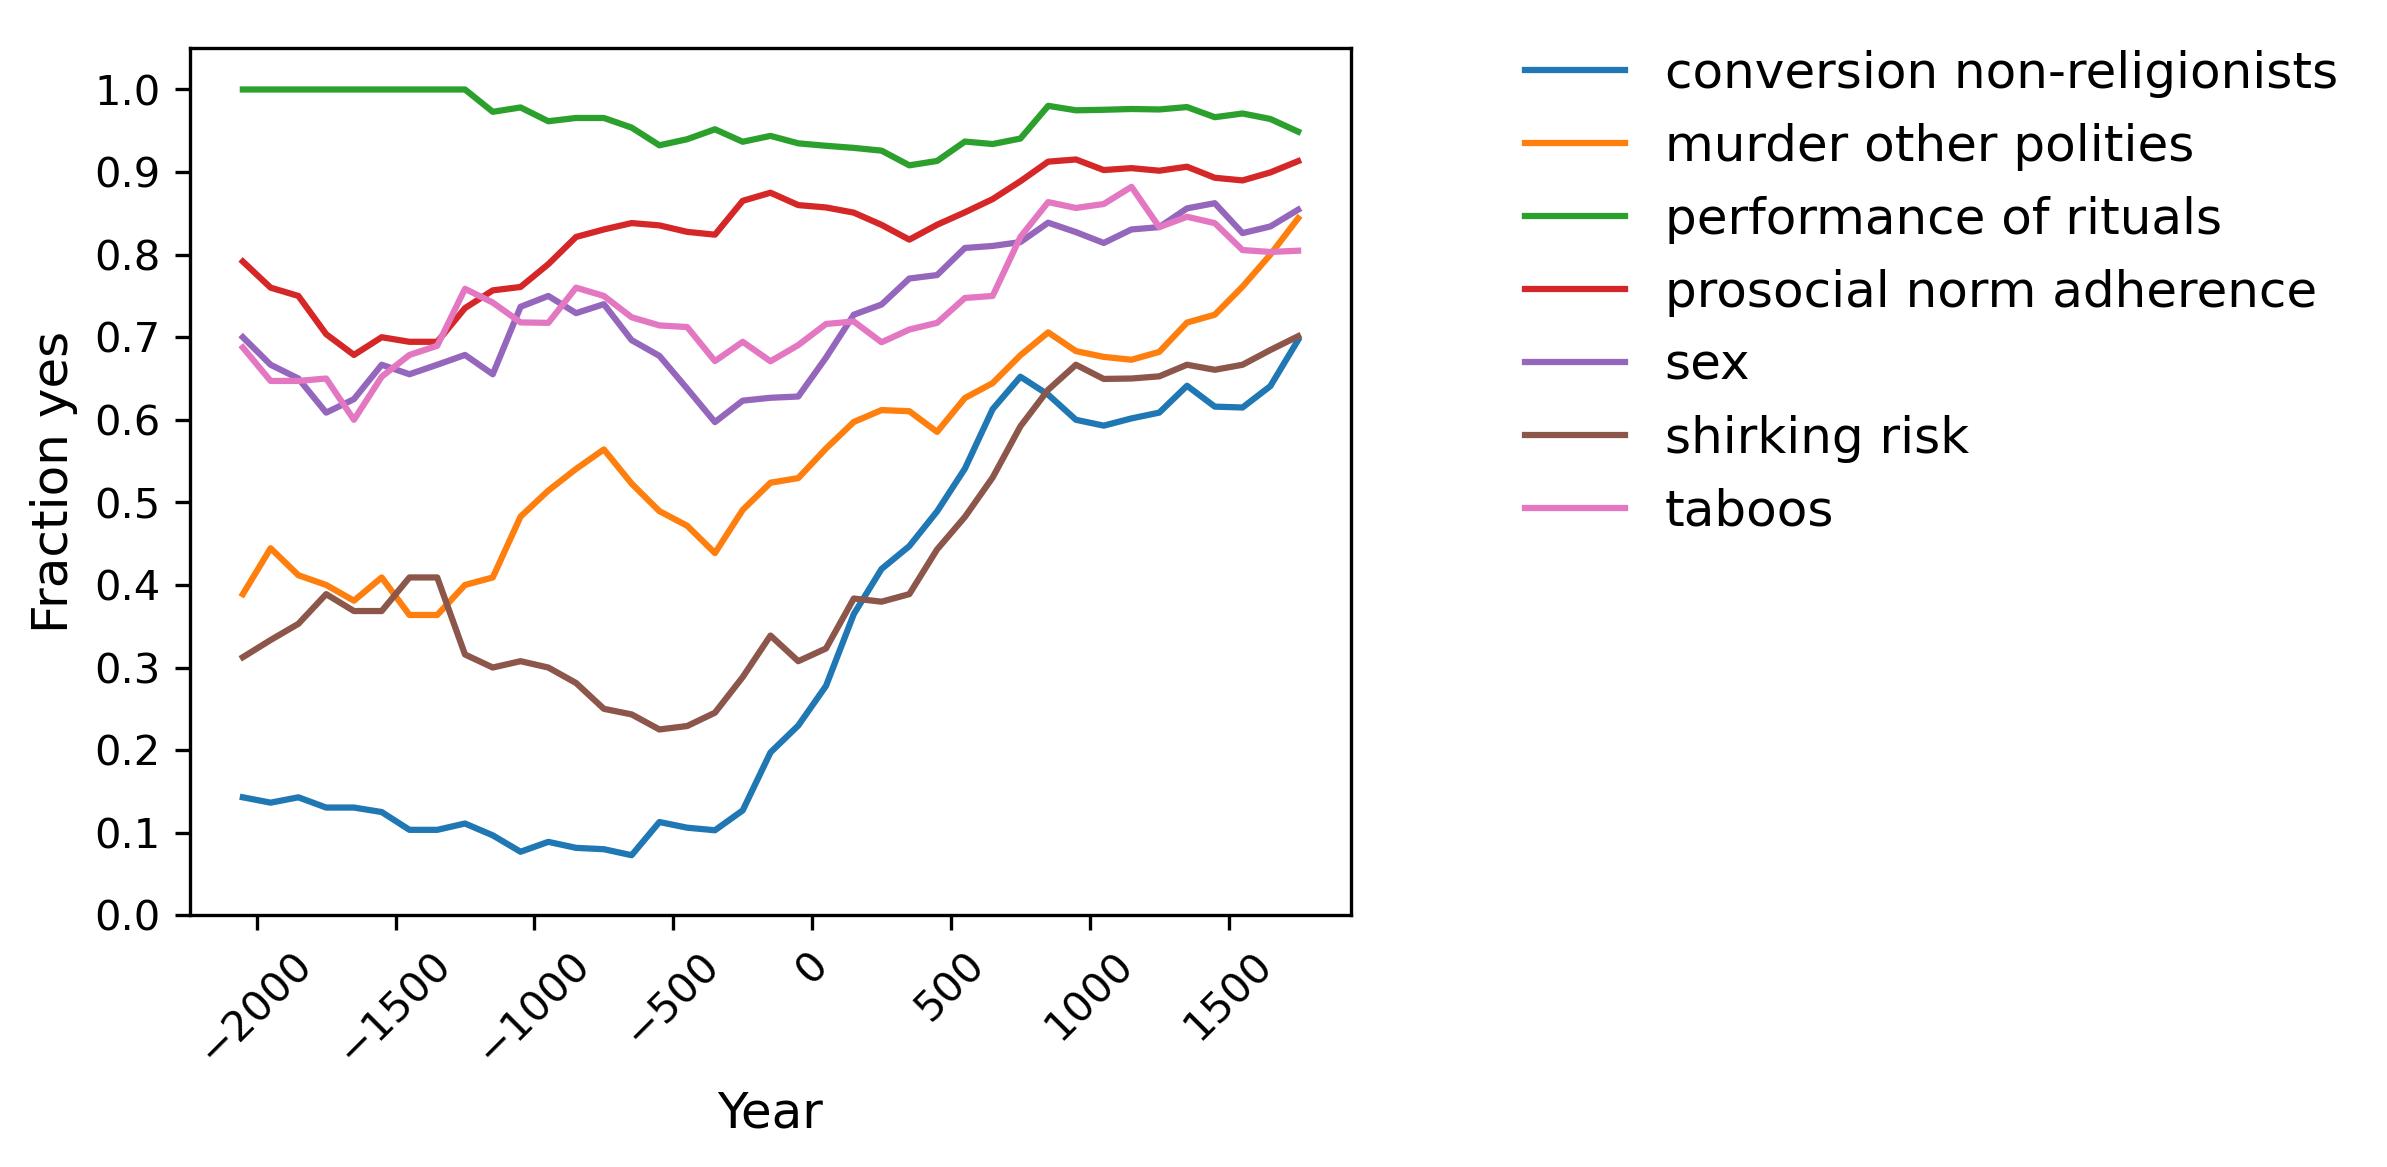 1.0
0.9
0.8
0.7
0.6
0.5
0.4
0.3
0.2
0.1
0.0
Fraction yes
−2000
−1500
−1000
−500
0
500
1000
1500
Year
conversion non-religionists
murder other polities
performance of rituals
prosocial norm adherence
sex
shirking risk
taboos